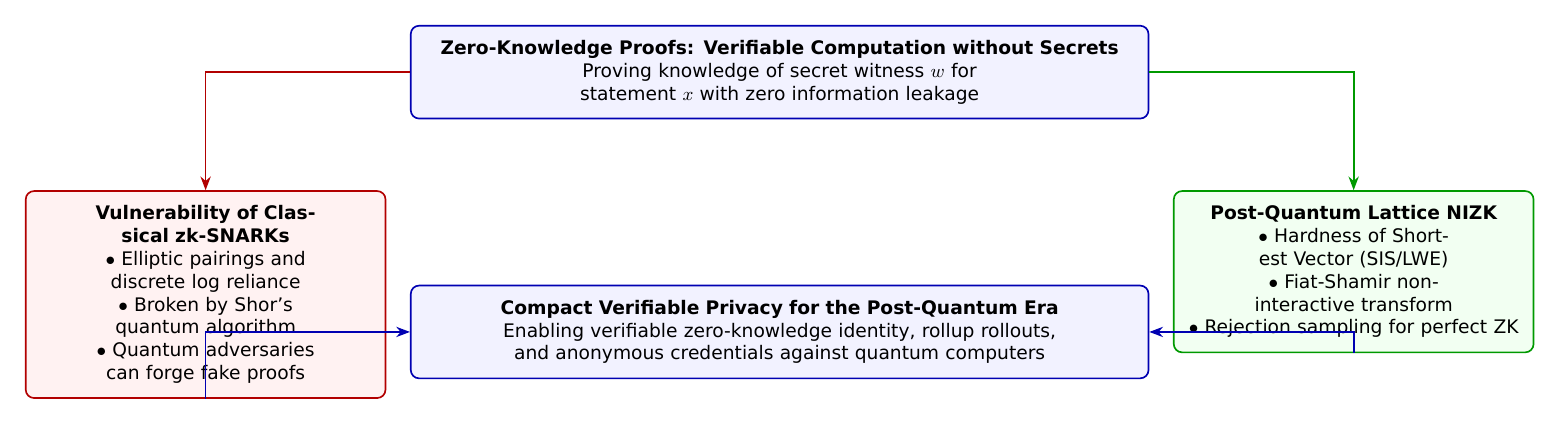 Zero-Knowledge Proofs: Verifiable Computation without Secrets
Proving knowledge of secret witness w for
statement x with zero information leakage
Vulnerability of Clas-
sical zk-SNARKs
• Elliptic pairings and
discrete log reliance
• Broken by Shor's
quantum algorithm
• Quantum adversaries
can forge fake proofs
Compact Verifiable Privacy for the Post-Quantum Era
Enabling verifiable zero-knowledge identity, rollup rollouts,
and anonymous credentials against quantum computers
Post-Quantum Lattice NIZK
• Hardness of Short-
est Vector (SIS/LWE)
• Fiat-Shamir non-
interactive transform
• Rejection sampling for perfect ZK